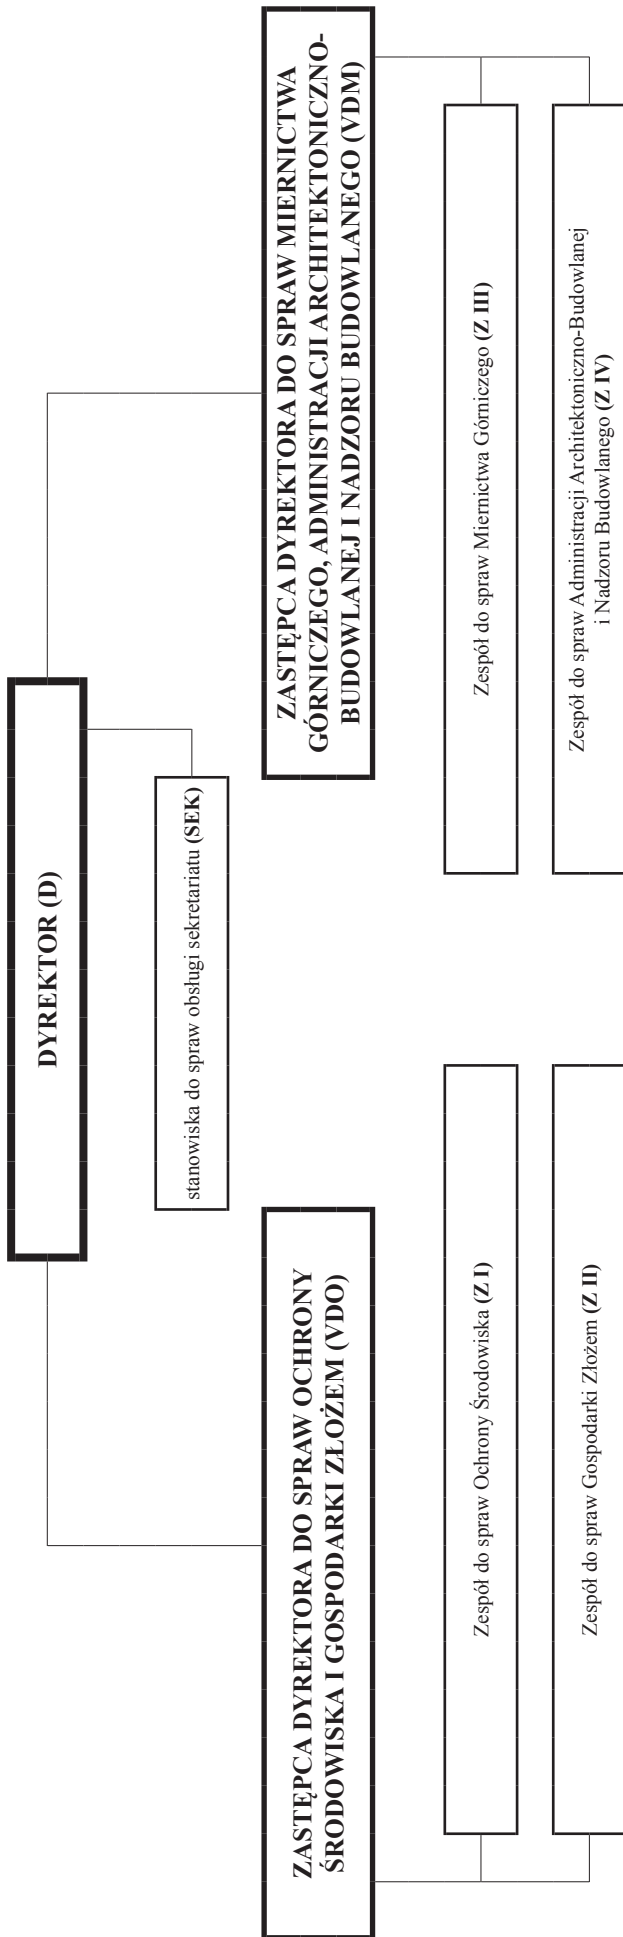 DYREKTOR (D)
stanowiska do spraw obsługi sekretariatu (SEK)
ZASTĘPCA DYREKTORA DO SPRAW OCHRONY
ŚRODOWISKA I GOSPODARKI ZŁOŻEM (VDO)
ZASTĘPCA DYREKTORA DO SPRAW MIERNICTWA
GÓRNICZEGO, ADMINISTRACJI ARCHITEKTONICZNO-
BUDOWLANEJ I NADZORU BUDOWLANEGO (VDM)
Zespół do spraw Ochrony Środowiska (Z I)
Zespół do spraw Gospodarki Złożem (Z II)
Zespół do spraw Miernictwa Górniczego (Z III)
Zespół do spraw Administracji Architektoniczno-Budowlanej
i Nadzoru Budowlanego (Z IV)